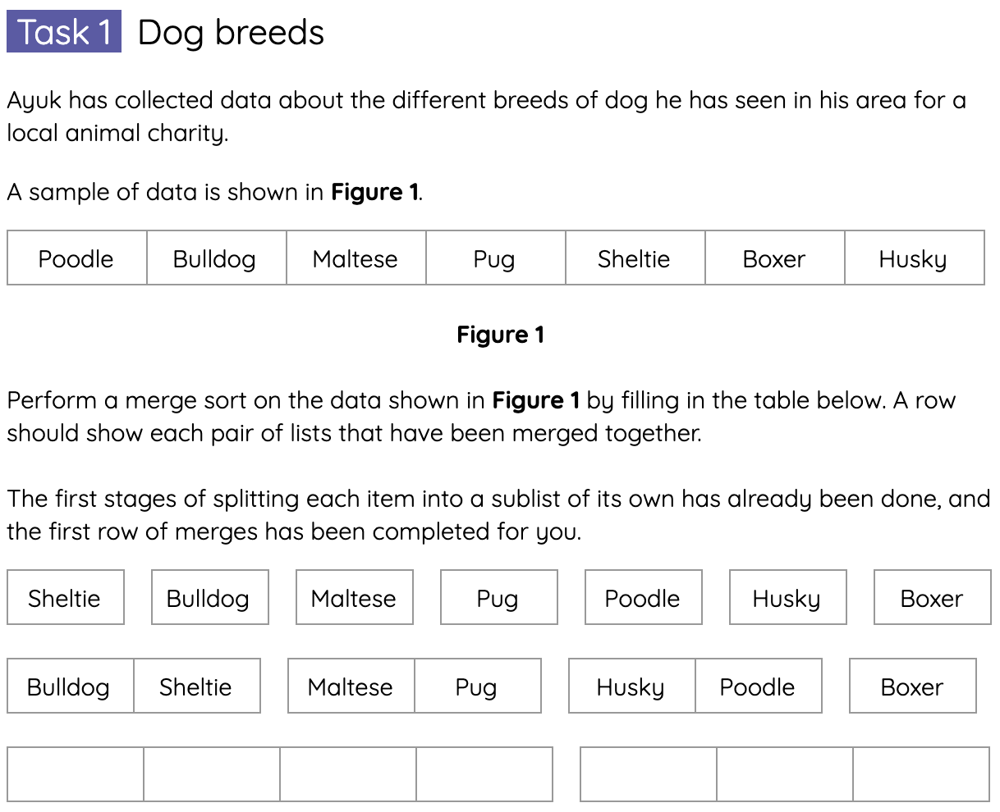 Task 1 Dog breeds
Ayuk has collected data about the different breeds of dog he has seen in his area for a
local animal charity.
A sample of data is shown in Figure 1.
Poodle Bulldog Maltese Pug Sheltie Boxer Husky
Figure 1
Perform a merge sort on the data shown in Figure 1 by filling in the table below. A row
should show each pair of lists that have been merged together.
The first stages of splitting each item into a sublist of its own has already been done, and
the first row of merges has been completed for you.
Sheltie Bulldog Maltese Pug Poodle Husky Boxer
Bulldog Sheltie Maltese Pug Husky Poodle Boxer